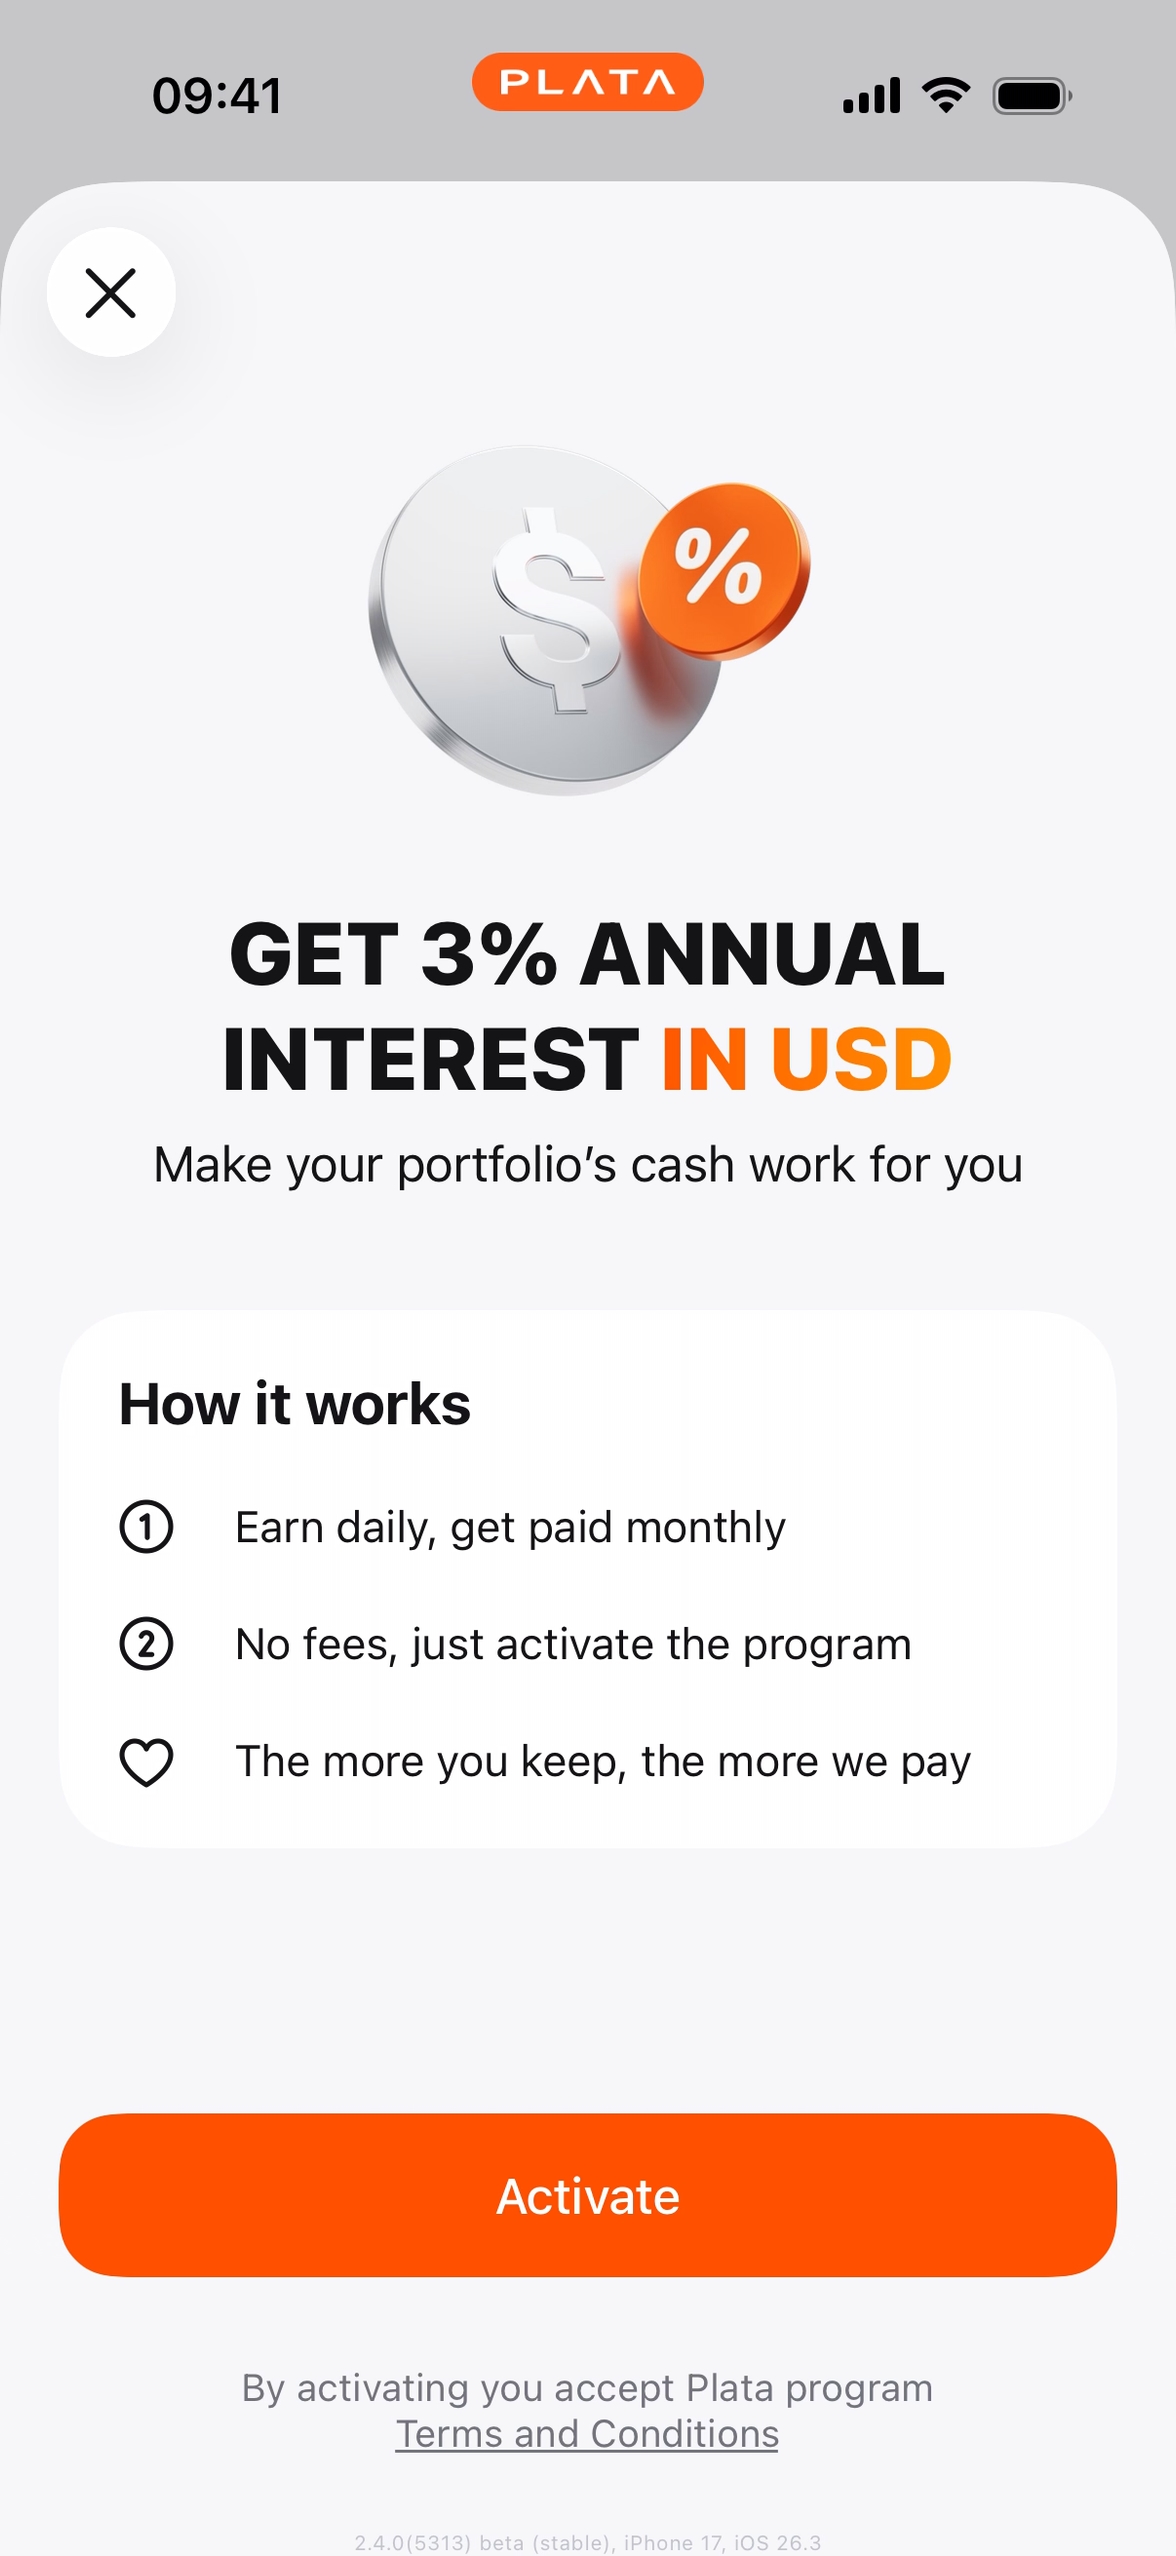 09:41
PLATA
$
%
GET 3% ANNUAL
INTEREST IN USD
Make your portfolio’s cash work for you
How it works
1 Earn daily, get paid monthly
2 No fees, just activate the program
The more you keep, the more we pay
Activate
By activating you accept Plata program
Terms and Conditions
2.4.0(5313) beta (stable), iPhone 17, iOS 26.3